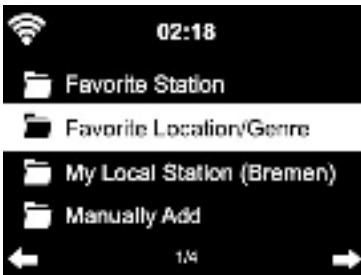 02:18
Favorite Station
Favorite Location/Genre
My Local Station (Bremen)
Manually Add
1/4